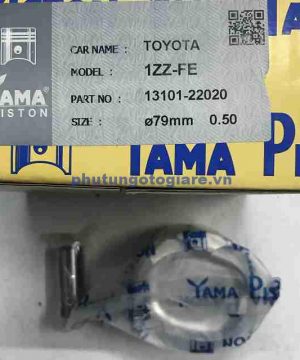 CAR NAME : TOYOTA
MODEL : 1ZZ-FE
PART NO : 13101-22020
SIZE : ø79mm 0.50
YAMA
PISTON
YAMA P
phutungotogiare.vn
YAMA PIS